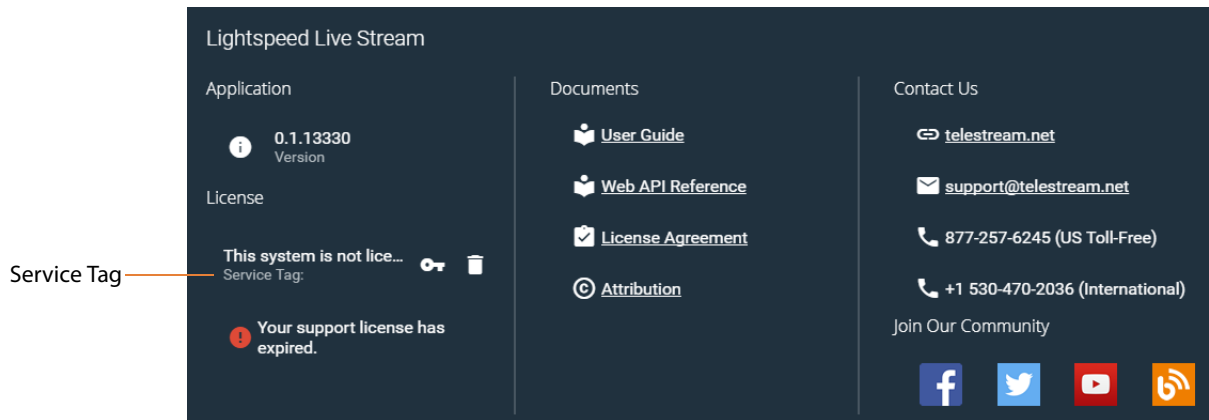 Lightspeed Live Stream
Application
0.1.13330
Version
License
This system is not lice...
Service Tag:
Service Tag
Your support license has
expired.
Documents
User Guide
Web API Reference
License Agreement
Attribution
Contact Us
telestream.net
support@telestream.net
877-257-6245 (US Toll-Free)
+1 530-470-2036 (International)
Join Our Community